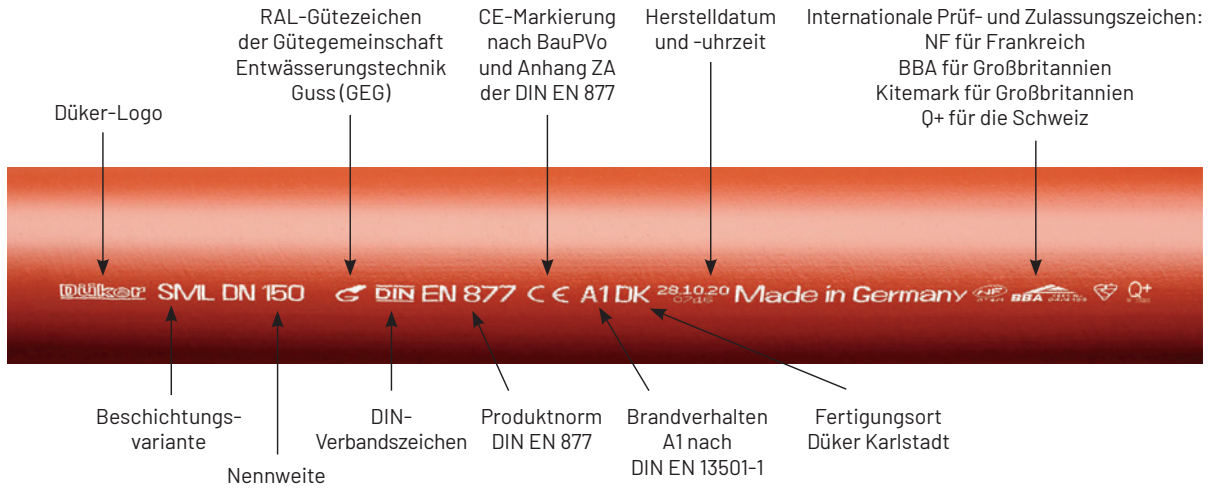 RAL-Gütezeichen
der Gütegemeinschaft
Entwässerungstechnik
Guss (GEG)
CE-Markierung
nach BauPVo
und Anhang ZA
der DIN EN 877
Herstelldatum
und -uhrzeit
Internationale Prüf- und Zulassungszeichen:
NF für Frankreich
BBA für Großbritannien
Kitemark für Großbritannien
Q+ für die Schweiz
Düker-Logo
Düker SML DN 150 DIN EN 877 CE A1 DK 28.10.20 Made in Germany NF BBA Q+
07:16
Beschichtungs-
variante
Nennweite
DIN-
Verbandszeichen
Produktnorm
DIN EN 877
Brandverhalten
A1 nach
DIN EN 13501-1
Fertigungsort
Düker Karlstadt